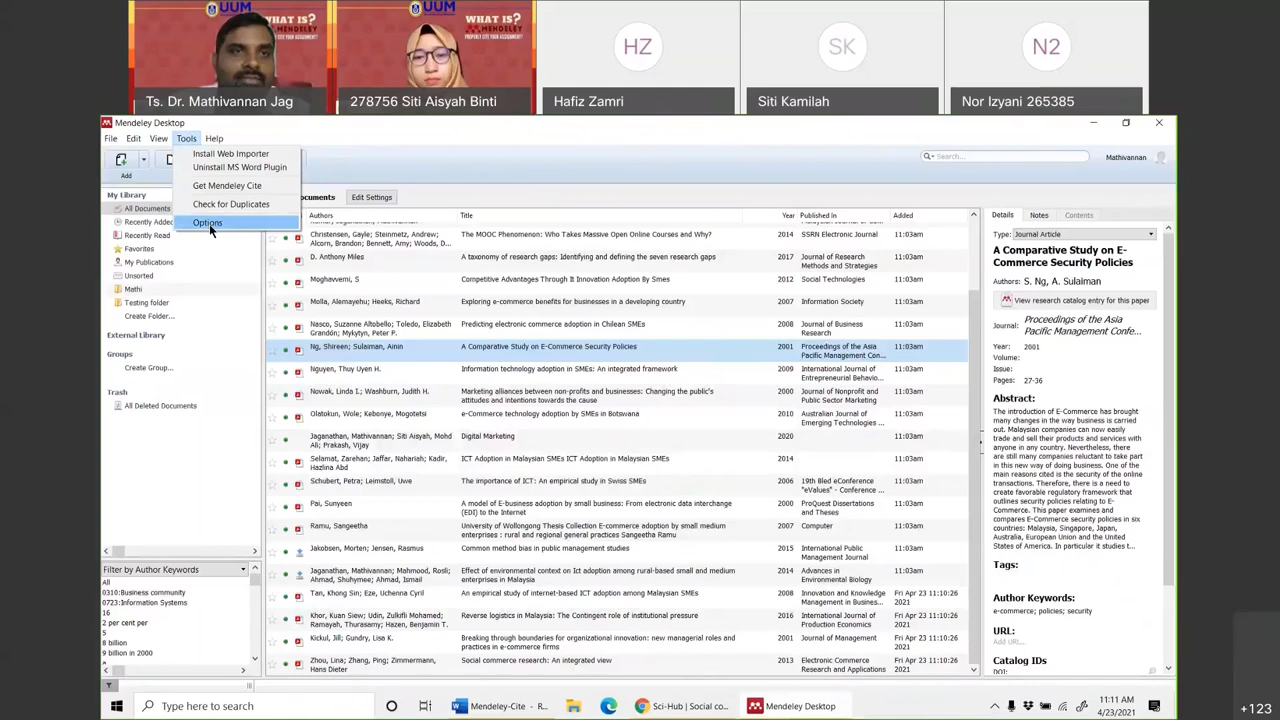 UUM
WHAT IS?
MENDELEY
PROPERLY CITE YOUR ASSIGNMENT?
UUM
WHAT IS?
MENDELEY
PROPERLY CITE YOUR ASSIGNMENT?
HZ
SK
N2
Ts. Dr. Mathivannan Jag
278756 Siti Aisyah Binti
Hafiz Zamri
Siti Kamilah
Nor Izyani 265385
Mendeley Desktop
File Edit View Tools Help
Install Web Importer
Uninstall MS Word Plugin
Get Mendeley Cite
Check for Duplicates
Options
Add
Search...
Mathivannan
My Library
All Documents
Recently Added
Recently Read
Favorites
My Publications
Unsorted
Mathi
Testing folder
Create Folder...
External Library
Groups
Create Group...
Trash
All Deleted Documents
Filter by Author Keywords
All
0310:Business community
0723:Information Systems
16
2 per cent per
5
8 billion
9 billion in 2000
ocuments Edit Settings
Authors Title Year Published In Added
Christensen, Gayle; Steinmetz, Andrew; The MOOC Phenomenon: Who Takes Massive Open Online Courses and Why? 2014 SSRN Electronic Journal 11:03am
Alcorn, Brandon; Bennett, Amy; Woods, D...
D. Anthony Miles A taxonomy of research gaps: Identifying and defining the seven research gaps 2017 Journal of Research 11:03am
Methods and Strategies
Moghavvemi, S Competitive Advantages Through It Innovation Adoption By Smes 2012 Social Technologies 11:03am
Molla, Alemayehu; Heeks, Richard Exploring e-commerce benefits for businesses in a developing country 2007 Information Society 11:03am
Nasco, Suzanne Altobello; Toledo, Elizabeth Predicting electronic commerce adoption in Chilean SMEs 2008 Journal of Business 11:03am
Grandón; Mykytyn, Peter P. Research
Ng, Shireen; Sulaiman, Ainin A Comparative Study on E-Commerce Security Policies 2001 Proceedings of the Asia 11:03am
Pacific Management Con...
Nguyen, Thuy Uyen H. Information technology adoption in SMEs: An integrated framework 2009 International Journal of 11:03am
Entrepreneurial Behavio...
Nowak, Linda I.; Washburn, Judith H. Marketing alliances between non-profits and businesses: Changing the public's 2000 Journal of Nonprofit and 11:03am
attitudes and intentions towards the cause Public Sector Marketing
Olatokun, Wole; Kebonye, Mogotetsi e-Commerce technology adoption by SMEs in Botswana 2010 Australian Journal of 11:03am
Emerging Technologies ...
Jaganathan, Mathivannan; Siti Aisyah, Mohd Digital Marketing 2020 11:03am
Ali; Prakash, Vijay
Selamat, Zarehan; Jaffar, Nahariah; Kadir, ICT Adoption in Malaysian SMEs ICT Adoption in Malaysian SMEs 2014 11:03am
Hazlina Abd
Schubert, Petra; Leimstoll, Uwe The importance of ICT: An empirical study in Swiss SMEs 2006 19th Bled eConference 11:03am
"eValues" - Conference ...
Pai, Sunyeen A model of E-business adoption by small business: From electronic data interchange 2000 ProQuest Dissertations 11:03am
(EDI) to the Internet and Theses
Ramu, Sangeetha University of Wollongong Thesis Collection E-commerce adoption by small medium 2007 Computer 11:03am
enterprises : rural and regional general practices Sangeetha Ramu
Jakobsen, Morten; Jensen, Rasmus Common method bias in public management studies 2015 International Public 11:03am
Management Journal
Jaganathan, Mathivannan; Mahmood, Rosli; Effect of environmental context on Ict adoption among rural-based small and medium 2014 Advances in 11:03am
Ahmad, Shuhymee; Ahmad, Ismail enterprises in Malaysia Environmental Biology
Tan, Khong Sin; Eze, Uchenna Cyril An empirical study of internet-based ICT adoption among Malaysian SMEs 2008 Innovation and Knowledge Fri Apr 23 11:10:26
Management in Business... 2021
Khor, Kuan Siew; Udin, Zulkifli Mohamed; Reverse logistics in Malaysia: The Contingent role of institutional pressure 2016 International Journal of Fri Apr 23 11:10:26
Ramayah, Thurasamy; Hazen, Benjamin T. Production Economics 2021
Kickul, Jill; Gundry, Lisa K. Breaking through boundaries for organizational innovation: new managerial roles and 2001 Journal of Management Fri Apr 23 11:10:26
practices in e-commerce firms 2021
Zhou, Lina; Zhang, Ping; Zimmermann, Social commerce research: An integrated view 2013 Electronic Commerce Fri Apr 23 11:10:26
Hans Dieter Research and Applications 2021
Details Notes Contents
Type: Journal Article
A Comparative Study on E-
Commerce Security Policies
Authors: S. Ng, A. Sulaiman
View research catalog entry for this paper
Journal: Proceedings of the Asia
Pacific Management Confe...
Year: 2001
Volume:
Issue:
Pages: 27-36
Abstract:
The introduction of E-Commerce has brought
many changes in the way business is carried
out. Malaysian companies can now easily
trade and sell their products and services with
anyone in any country. Nevertheless, there
are still many companies reluctant to take part
in this new way of doing business. One of the
main reasons cited is the security of the online
transactions. Therefore, there is a need to
create favorable regulatory framework that
outlines security policies relating to E-
Commerce. This paper examines and
compares E-Commerce security policies in six
countries: Malaysia, Singapore, Japan,
Australia, European Union and the United
States of America. In particular it studies t...
Tags:
Author Keywords:
e-commerce; policies; security
URL:
Add URL...
Catalog IDs
DOI:
Type here to search
Mendeley-Cite - R...
Sci-Hub | Social co...
Mendeley Desktop
11:11 AM
4/23/2021
+123